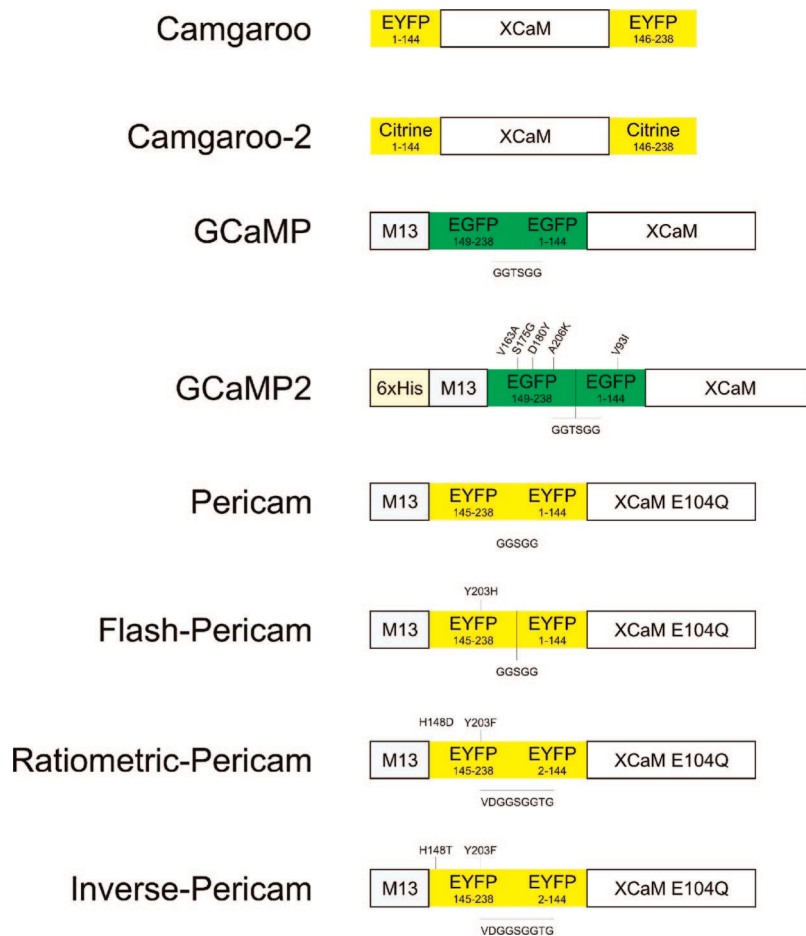 Camgaroo
EYFP XCaM EYFP
1-144 146-238
Camgaroo-2
Citrine XCaM Citrine
1-144 146-238
GCaMP
M13 EGFP EGFP XCaM
149-238 1-144
GGTSGG
V163A S175G D180Y A206K V93I
GCaMP2
6xHis M13 EGFP EGFP XCaM
149-238 1-144
GGTSGG
Pericam
M13 EYFP EYFP XCaM E104Q
145-238 1-144
GGSGG
Y203H
Flash-Pericam
M13 EYFP EYFP XCaM E104Q
145-238 1-144
GGSGG
H148D Y203F
Ratiometric-Pericam
M13 EYFP EYFP XCaM E104Q
145-238 2-144
VDGGSGGTG
H148T Y203F
Inverse-Pericam
M13 EYFP EYFP XCaM E104Q
145-238 2-144
VDGGSGGTG